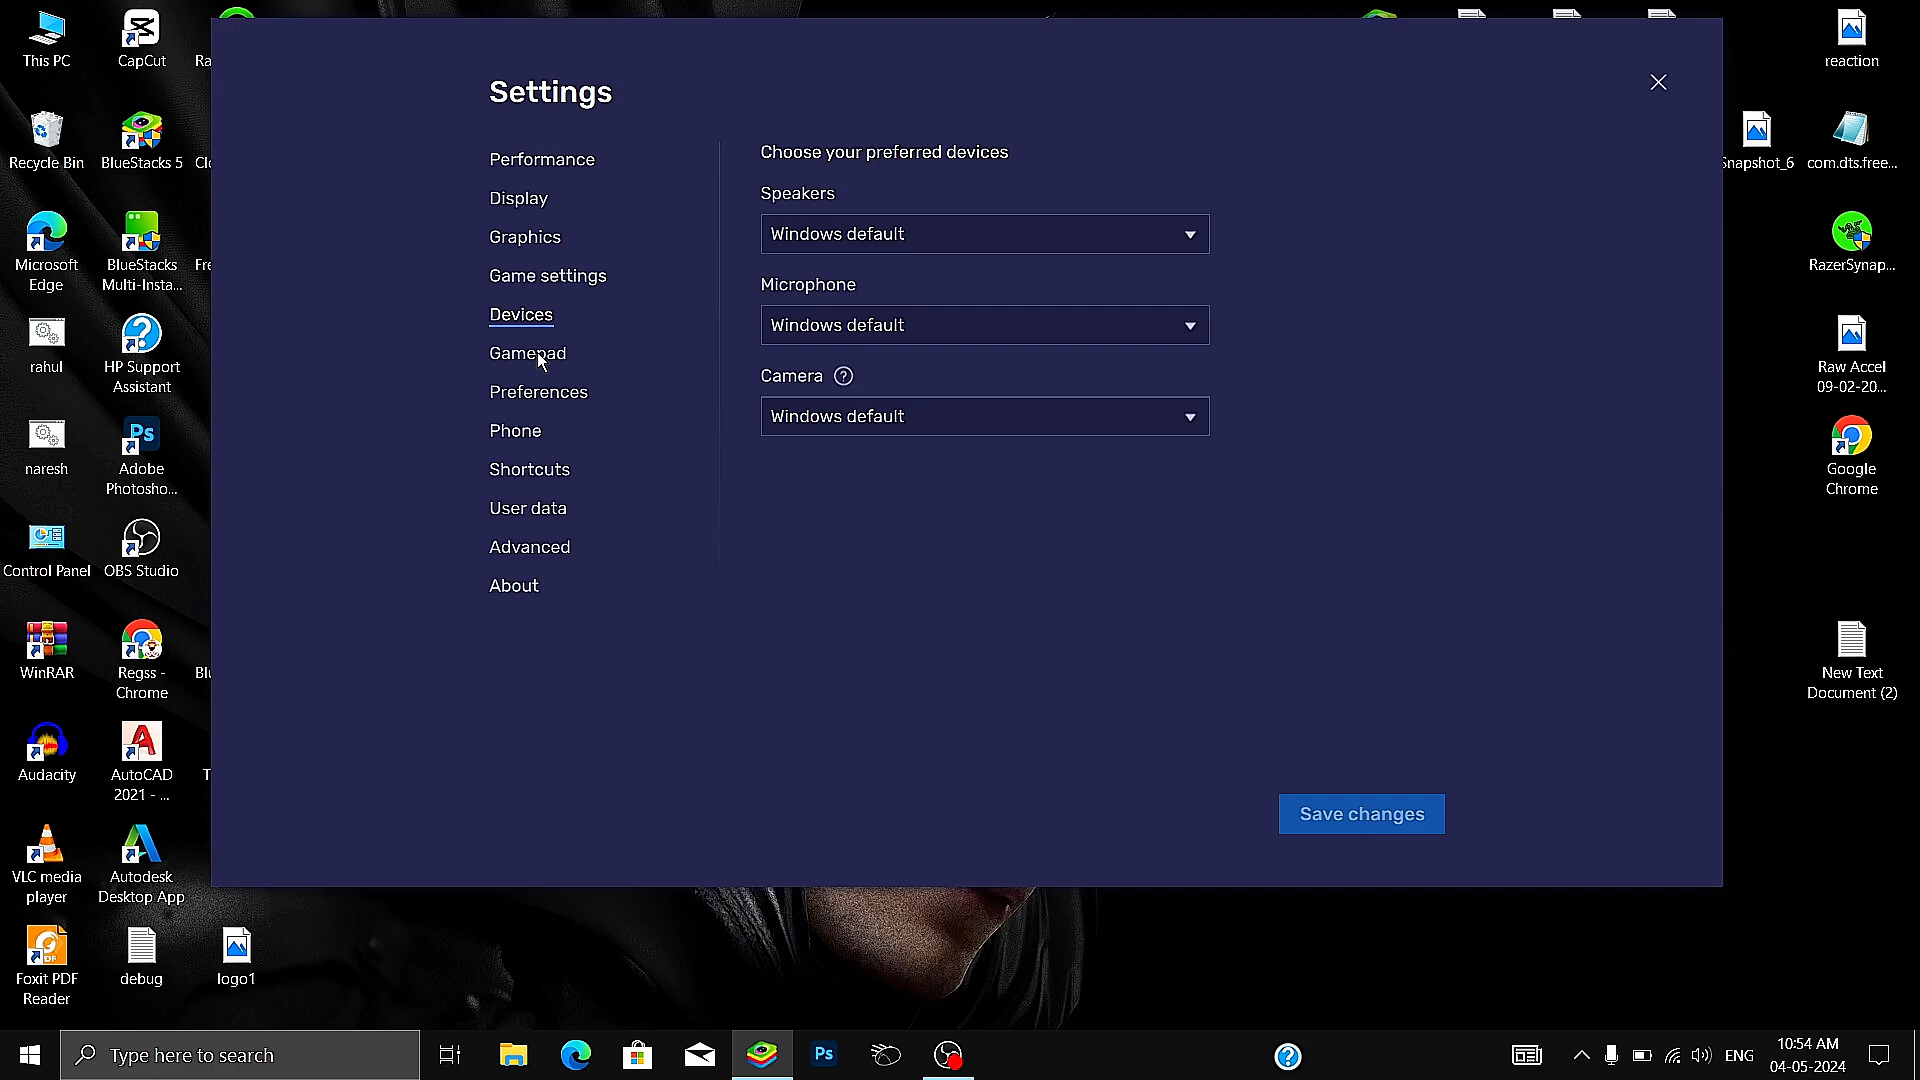 This PC
CapCut
Ra
reaction
Recycle Bin
BlueStacks 5
Clo
Snapshot_6
com.dts.free...
Microsoft
Edge
BlueStacks
Multi-Insta...
Fre
RazerSynap...
rahul
HP Support
Assistant
Raw Accel
09-02-20...
naresh
Ps
Adobe
Photosho...
Google
Chrome
Control Panel
OBS Studio
WinRAR
Regss -
Chrome
Blu
New Text
Document (2)
Audacity
AutoCAD
2021 - ...
T
VLC media
player
Autodesk
Desktop App
Foxit PDF
Reader
debug
logo1
Settings
Performance
Display
Graphics
Game settings
Devices
Gamepad
Preferences
Phone
Shortcuts
User data
Advanced
About
Choose your preferred devices
Speakers
Windows default
Microphone
Windows default
Camera ?
Windows default
Save changes
Type here to search
Ps
?
ENG
10:54 AM
04-05-2024